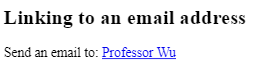 Linking to an email address
Send an email to: Professor Wu